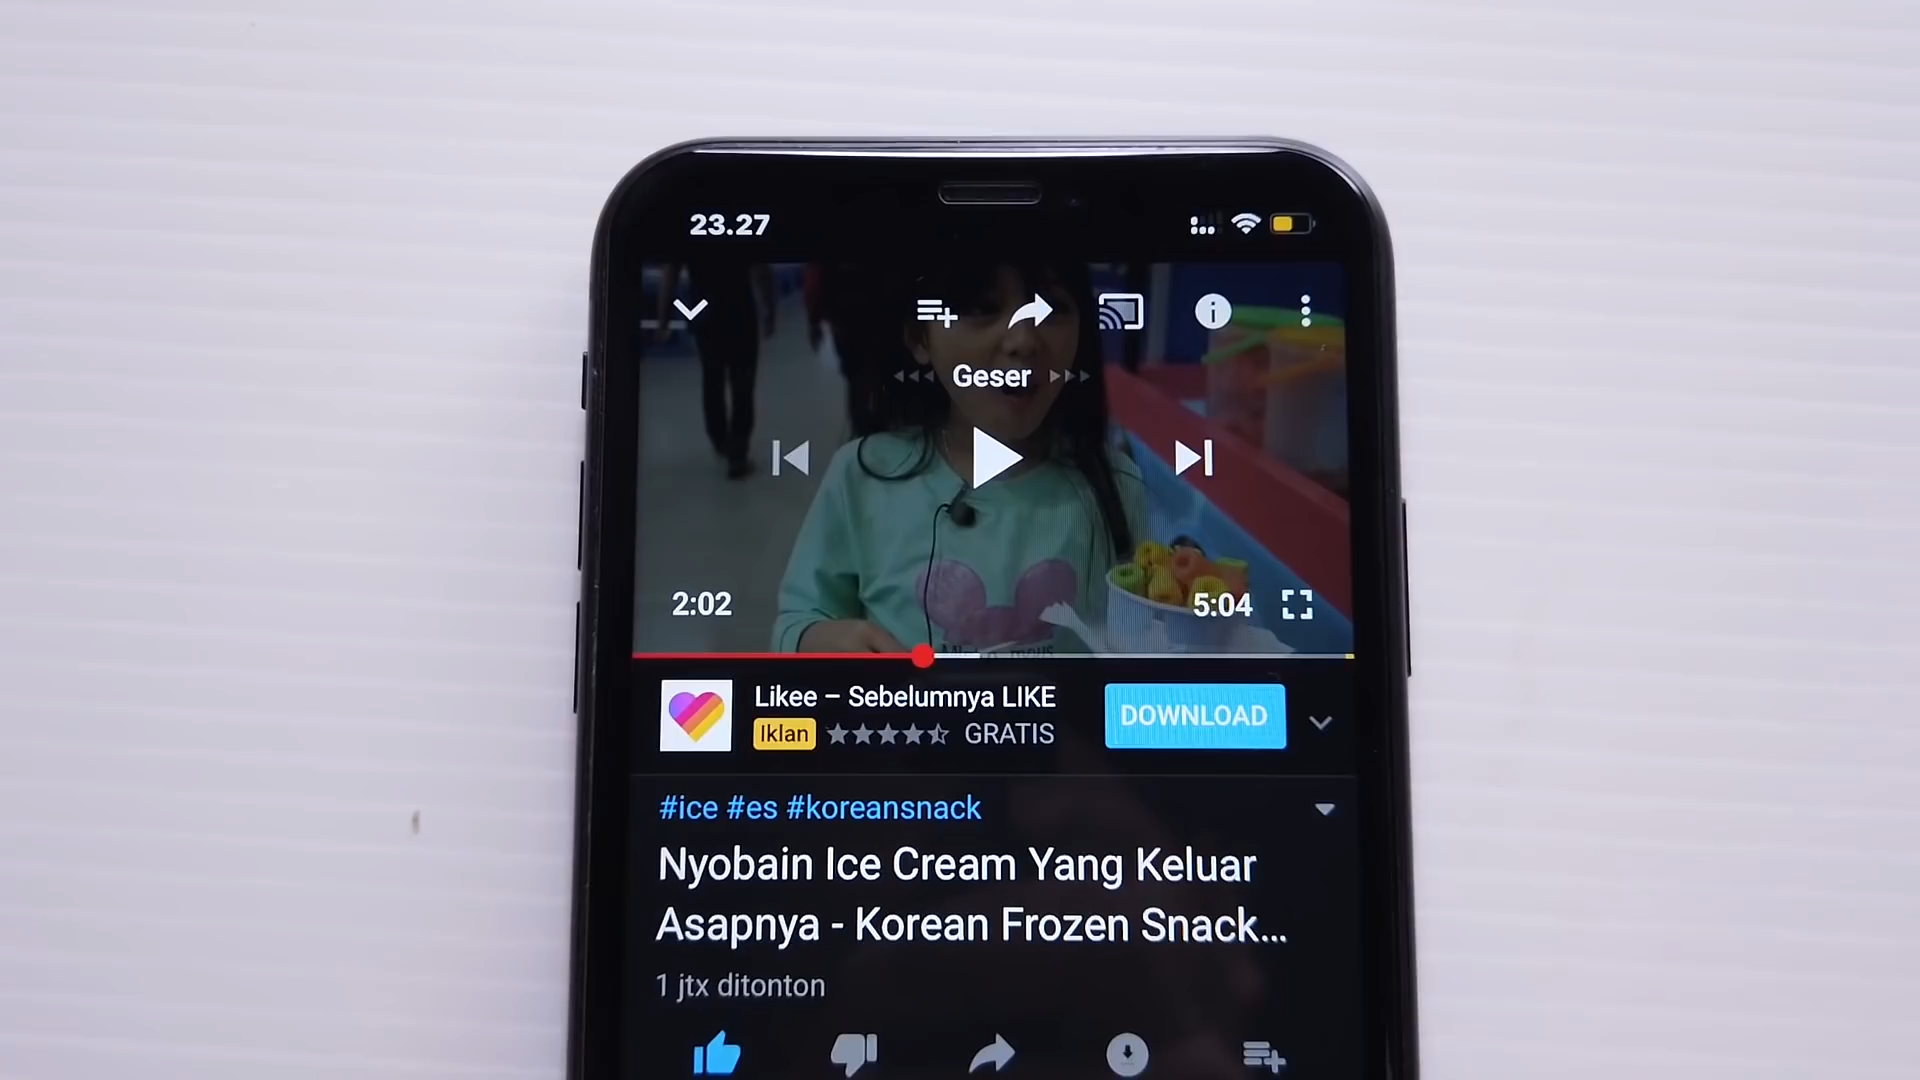 23.27
Geser
2:02
5:04
Likee – Sebelumnya LIKE
DOWNLOAD
Iklan
GRATIS
#ice #es #koreansnack
Nyobain Ice Cream Yang Keluar
Asapnya - Korean Frozen Snack...
1 jtx ditonton